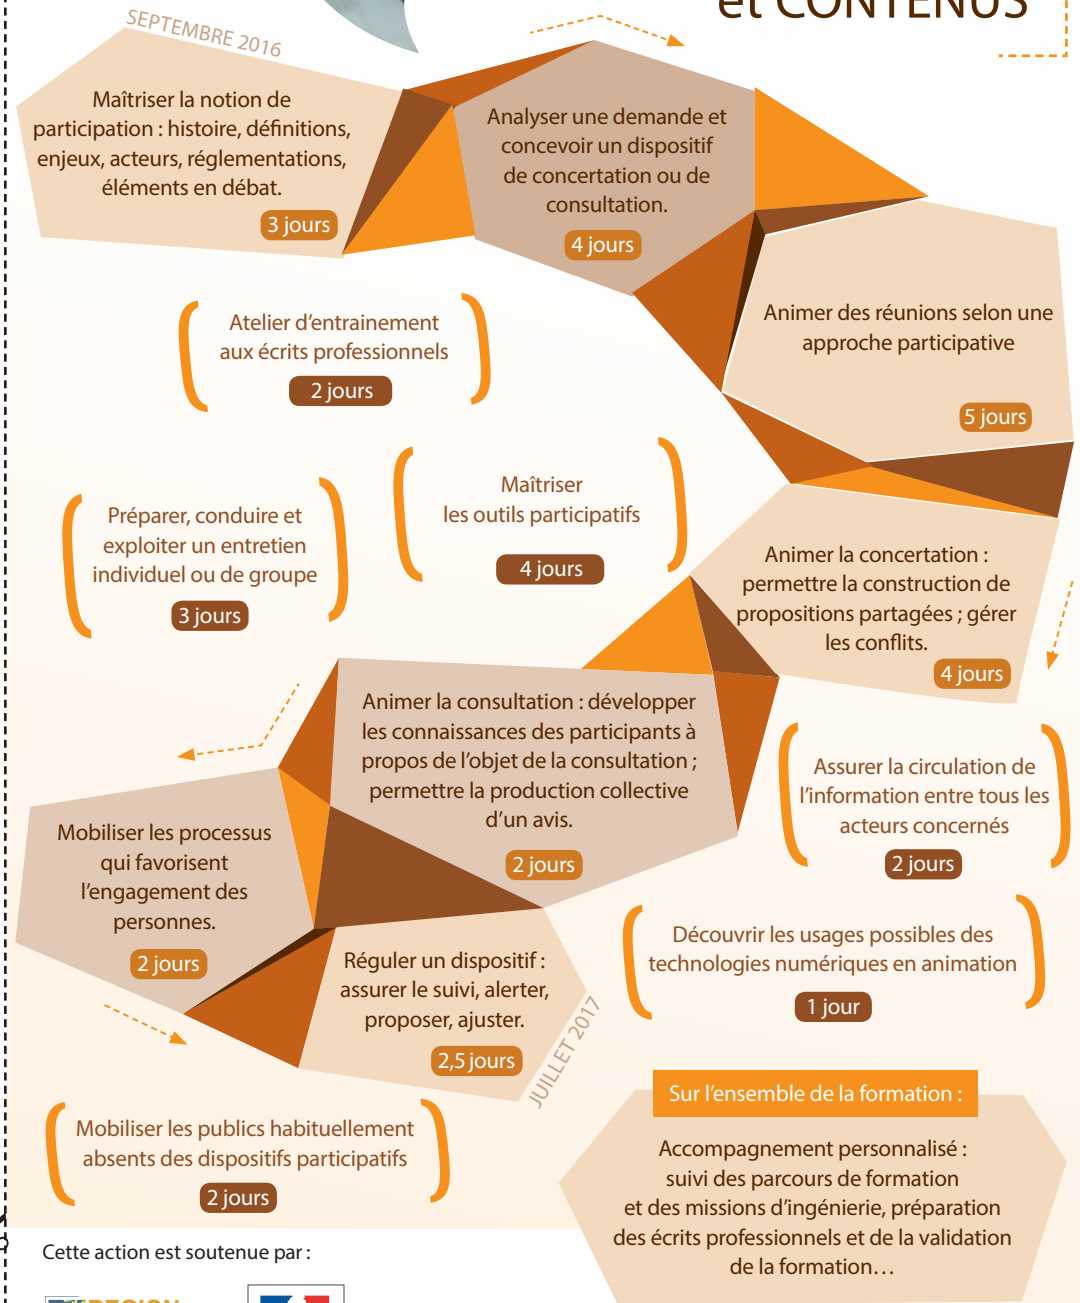 et CONTENUS
SEPTEMBRE 2016
Maîtriser la notion de
participation : histoire, définitions,
enjeux, acteurs, réglementations,
éléments en débat.
3 jours
Analyser une demande et
concevoir un dispositif
de concertation ou de
consultation.
4 jours
Animer des réunions selon une
approche participative
5 jours
Atelier d’entrainement
aux écrits professionnels
2 jours
Maîtriser
les outils participatifs
4 jours
Préparer, conduire et
exploiter un entretien
individuel ou de groupe
3 jours
Animer la concertation :
permettre la construction de
propositions partagées ; gérer
les conflits.
4 jours
Animer la consultation : développer
les connaissances des participants à
propos de l’objet de la consultation ;
permettre la production collective
d’un avis.
2 jours
Assurer la circulation de
l’information entre tous les
acteurs concernés
2 jours
Mobiliser les processus
qui favorisent
l’engagement des
personnes.
2 jours
Découvrir les usages possibles des
technologies numériques en animation
1 jour
Réguler un dispositif :
assurer le suivi, alerter,
proposer, ajuster.
2,5 jours
JUILLET 2017
Sur l’ensemble de la formation :
Accompagnement personnalisé :
suivi des parcours de formation
et des missions d’ingénierie, préparation
des écrits professionnels et de la validation
de la formation…
Mobiliser les publics habituellement
absents des dispositifs participatifs
2 jours
Cette action est soutenue par :
REGION